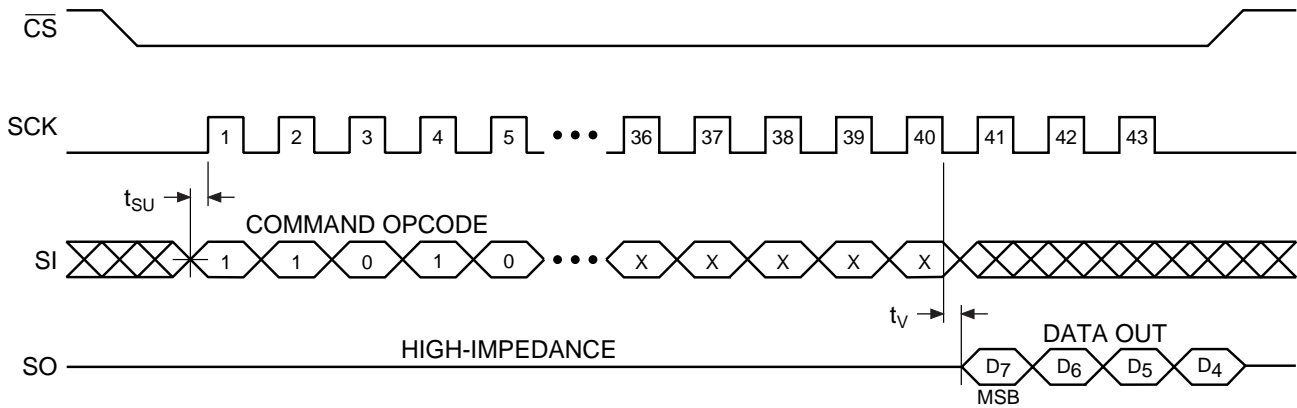 CS
SCK 1 2 3 4 5 ••• 36 37 38 39 40 41 42 43
tSU
COMMAND OPCODE
SI 1 1 0 1 0 ••• X X X X X
tV
HIGH-IMPEDANCE DATA OUT
SO D7 D6 D5 D4
MSB